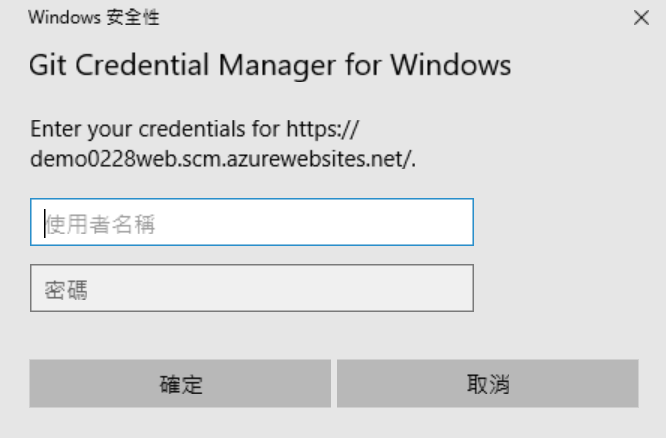 Windows 安全性
Git Credential Manager for Windows
Enter your credentials for https://
demo0228web.scm.azurewebsites.net/.
使用者名稱
密碼
確定
取消